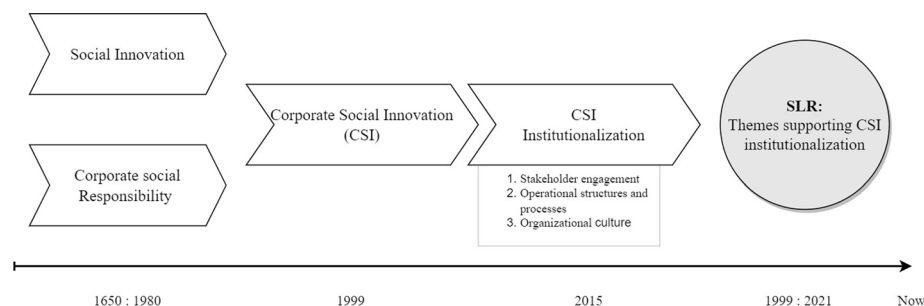 Social Innovation
Corporate social
Responsibility
Corporate Social Innovation
(CSI)
CSI
Institutionalization
1. Stakeholder engagement
2. Operational structures and
processes
3. Organizational culture
SLR:
Themes supporting CSI
institutionalization
1650 : 1980
1999
2015
1999 : 2021
Now